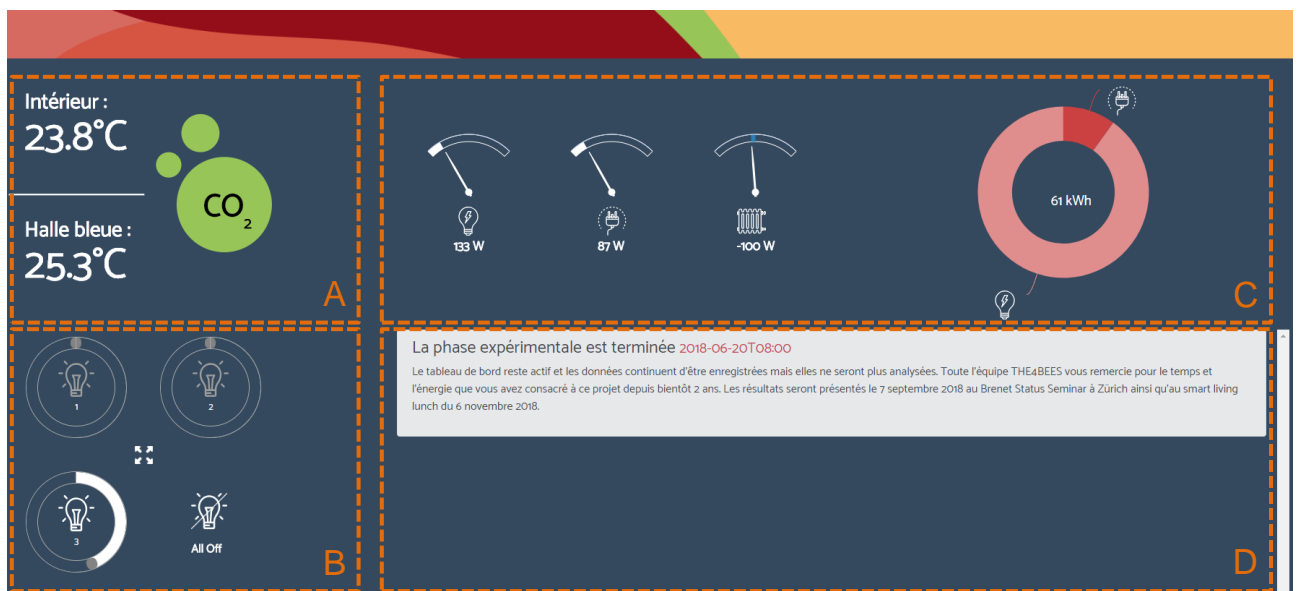 Intérieur :
23.8°C
CO2
Halle bleue :
25.3°C
A
133 W
87 W
-100 W
61 kWh
C
1
2
3
All Off
B
La phase expérimentale est terminée 2018-06-20T08:00
Le tableau de bord reste actif et les données continuent d'être enregistrées mais elles ne seront plus analysées. Toute l'équipe THE4BEES vous remercie pour le temps et
l'énergie que vous avez consacré à ce projet depuis bientôt 2 ans. Les résultats seront présentés le 7 septembre 2018 au Brenet Status Seminar à Zürich ainsi qu'au smart living
lunch du 6 novembre 2018.
D